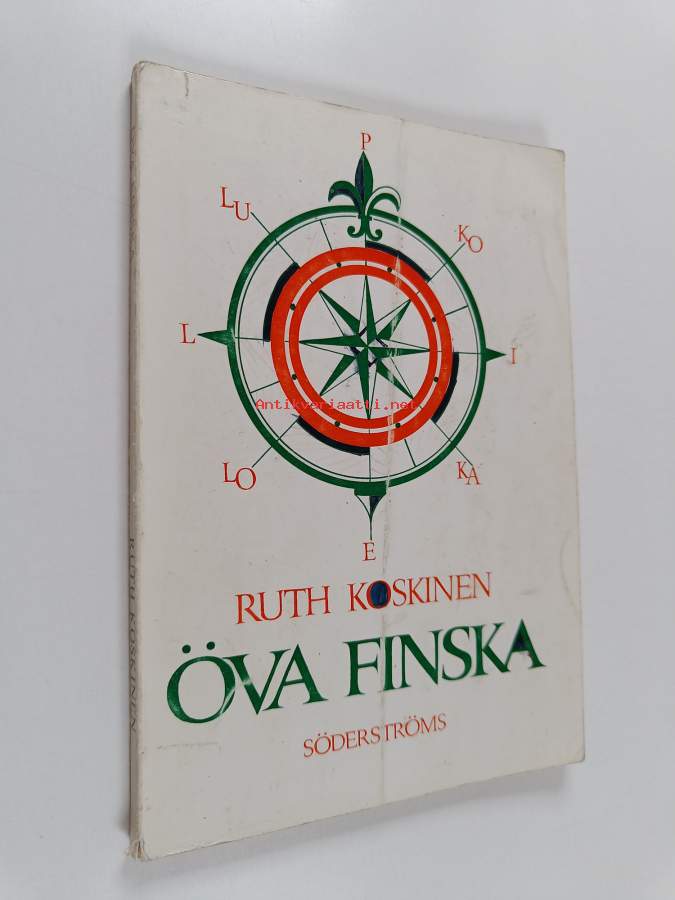 P
LU
KO
L
I
Antikvariaatti.net
LO
KA
E
RUTH KOSKINEN
ÖVA FINSKA
SÖDERSTRÖMS
RUTH KOSKINEN